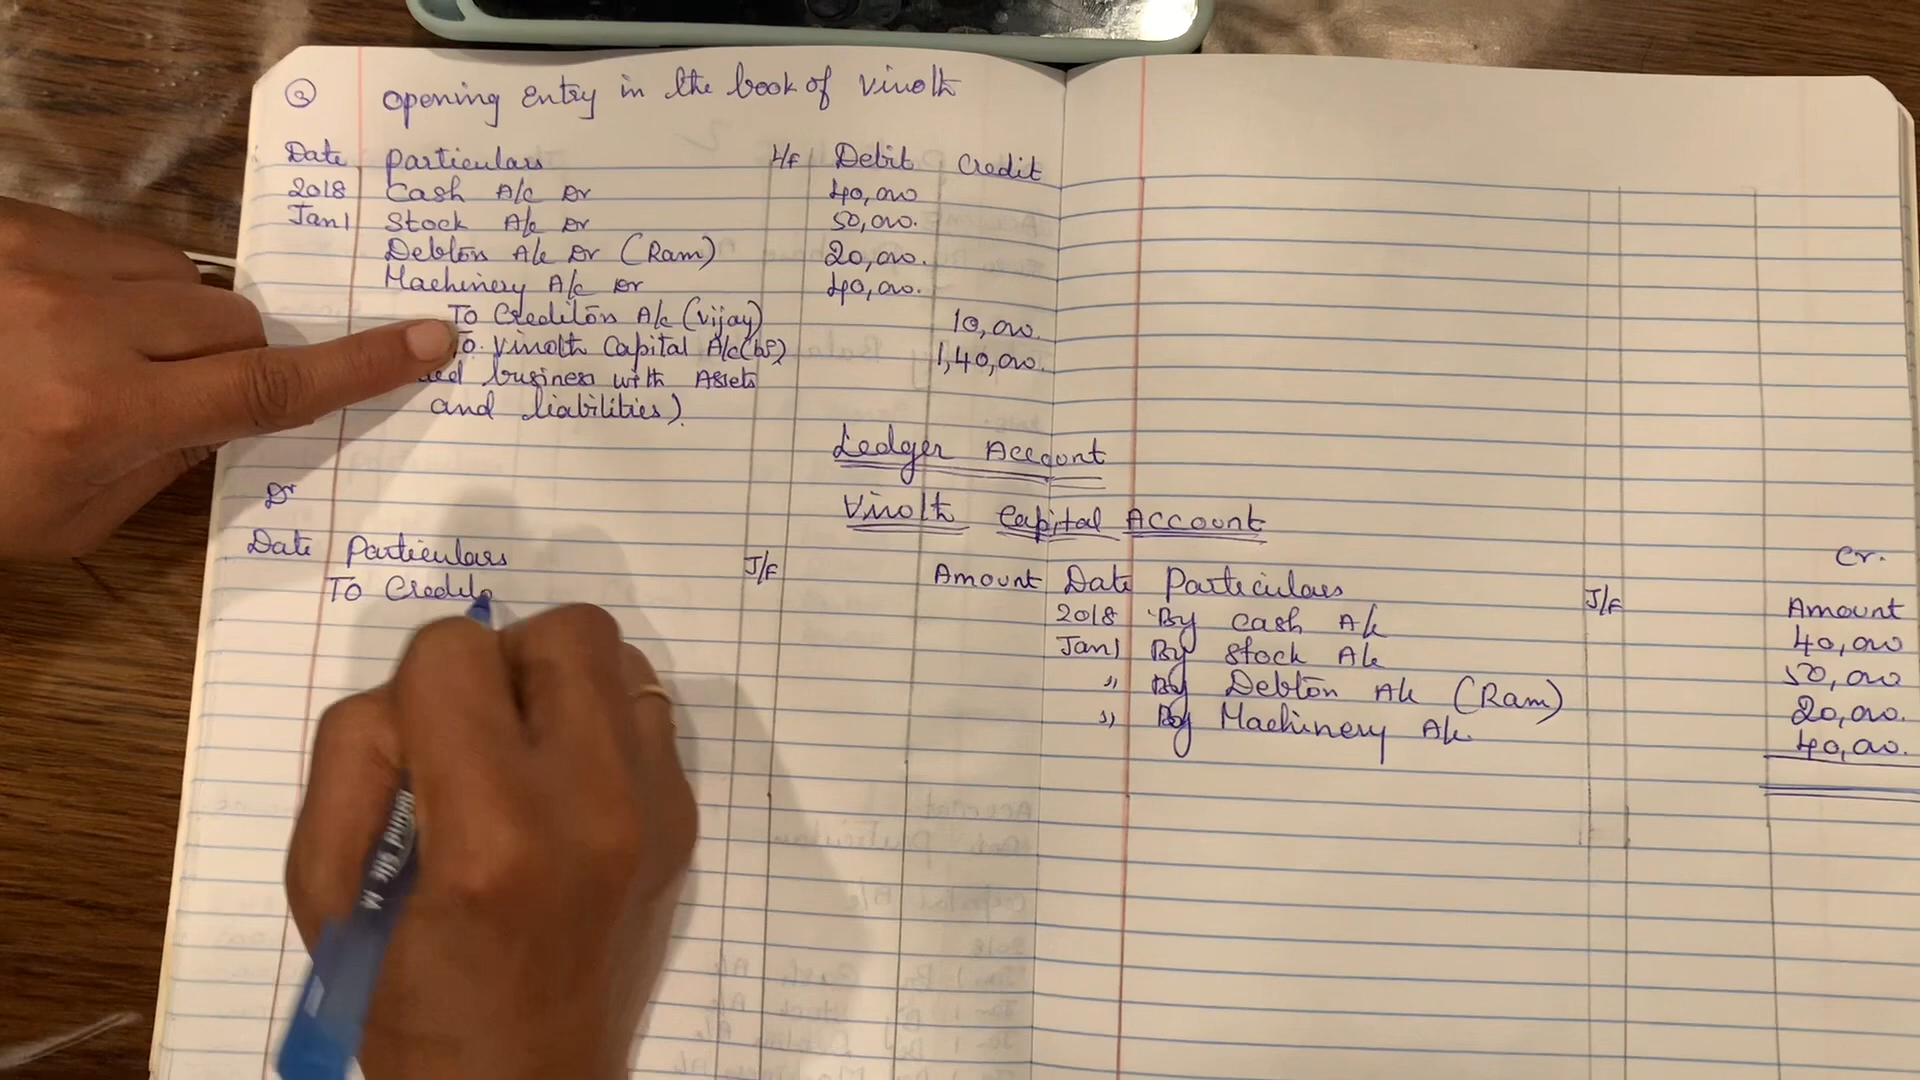 Q opening Entry in the book of Vinoth
Date Particulars L/F Debit Credit
2018 Cash A/c Dr 40,000
Jan 1 Stock A/c Dr 50,000.
Debtors A/c Dr (Ram) 20,000.
Machinery A/c Dr 40,000.
To Creditors A/c (Vijay) 10,000.
To Vinoth Capital A/c (bf) 1,40,000.
business with Assets
and liabilities).
Ledger Account
Dr Vinoth Capital Account Cr.
Date Particulars J/F Amount Date Particulars J/F Amount
To Credito 2018 By Cash A/c 40,000
Jan 1 By Stock A/c 50,000
,, By Debtors A/c (Ram) 20,000.
,, By Machinery A/c 40,000.